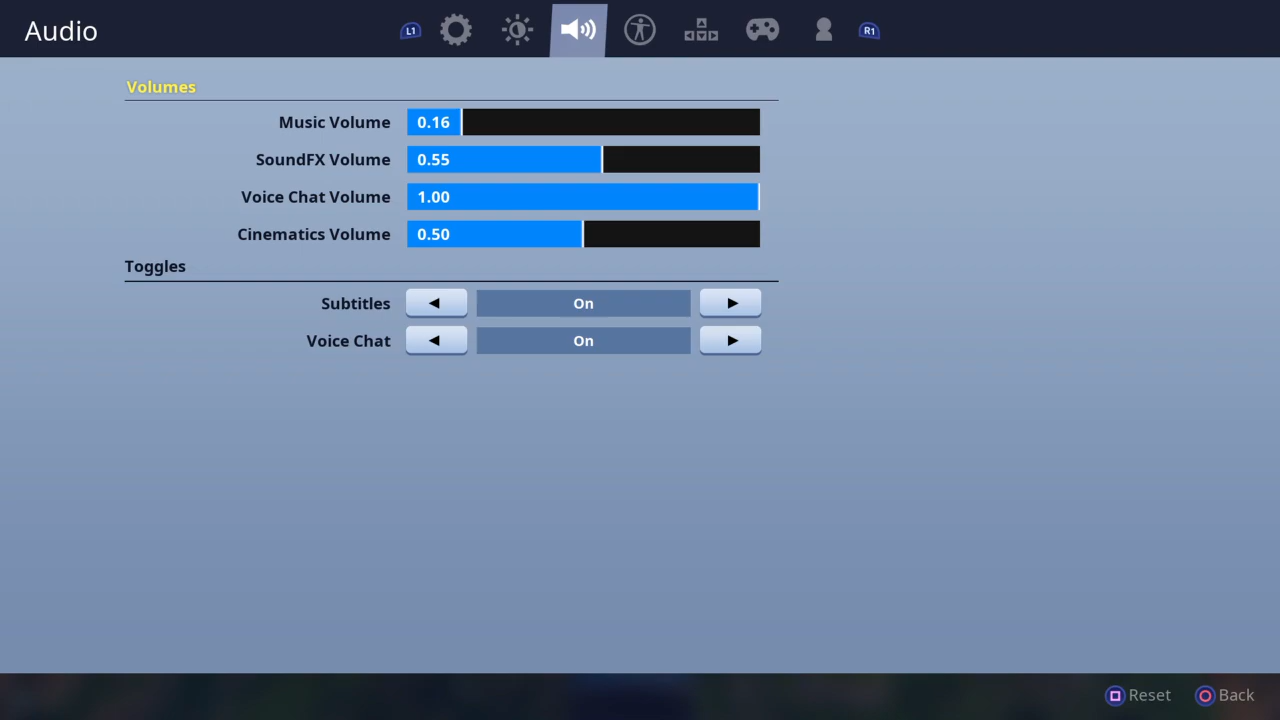 Audio
L1
R1
Volumes
Music Volume 0.16
SoundFX Volume 0.55
Voice Chat Volume 1.00
Cinematics Volume 0.50
Toggles
Subtitles On
Voice Chat On
Reset Back